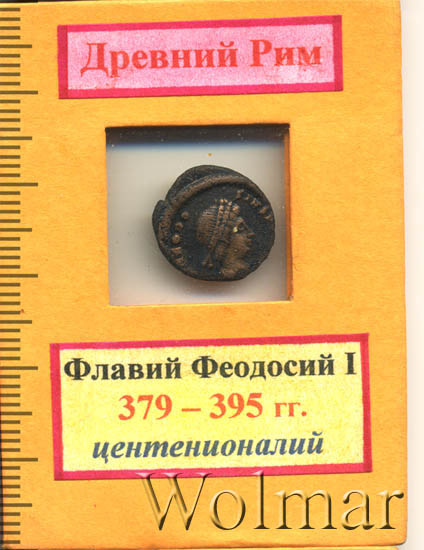 Древний Рим
Флавий Феодосий I
379 – 395 гг.
центенионалий
Wolmar